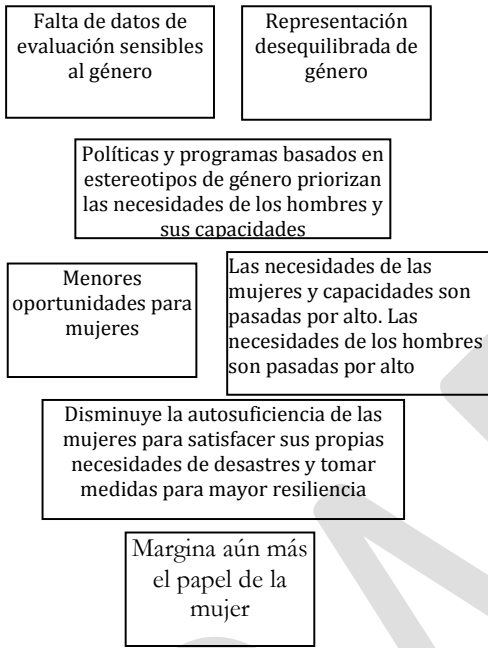 Falta de datos de
evaluación sensibles
al género
Representación
desequilibrada de
género
Políticas y programas basados en
estereotipos de género priorizan
las necesidades de los hombres y
sus capacidades
Menores
oportunidades para
mujeres
Las necesidades de las
mujeres y capacidades son
pasadas por alto. Las
necesidades de los hombres
son pasadas por alto
Disminuye la autosuficiencia de las
mujeres para satisfacer sus propias
necesidades de desastres y tomar
medidas para mayor resiliencia
Margina aún más
el papel de la
mujer